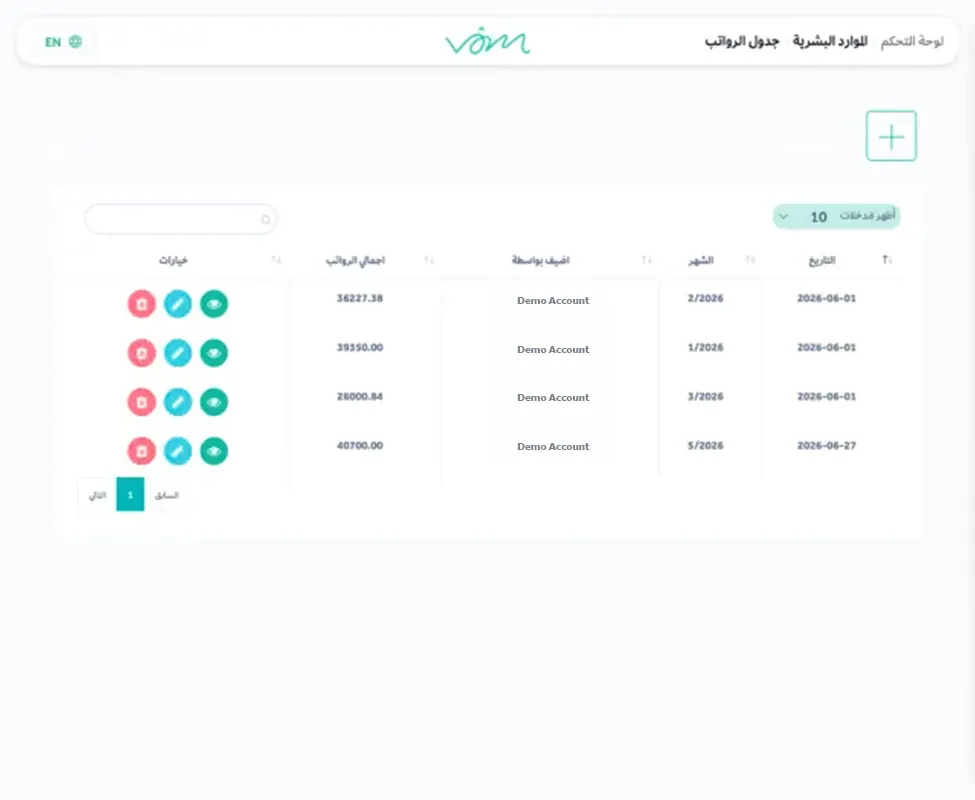 لوحة التحكم الموارد البشرية جدول الرواتب
vom
EN
أظهر مدخلات 10
التاريخ الشهر اضيف بواسطة اجمالي الرواتب خيارات
2026-06-01 2/2026 Demo Account 36227.38
2026-06-01 1/2026 Demo Account 39350.00
2026-06-01 3/2026 Demo Account 26000.84
2026-06-27 5/2026 Demo Account 40700.00
السابق 1 التالي